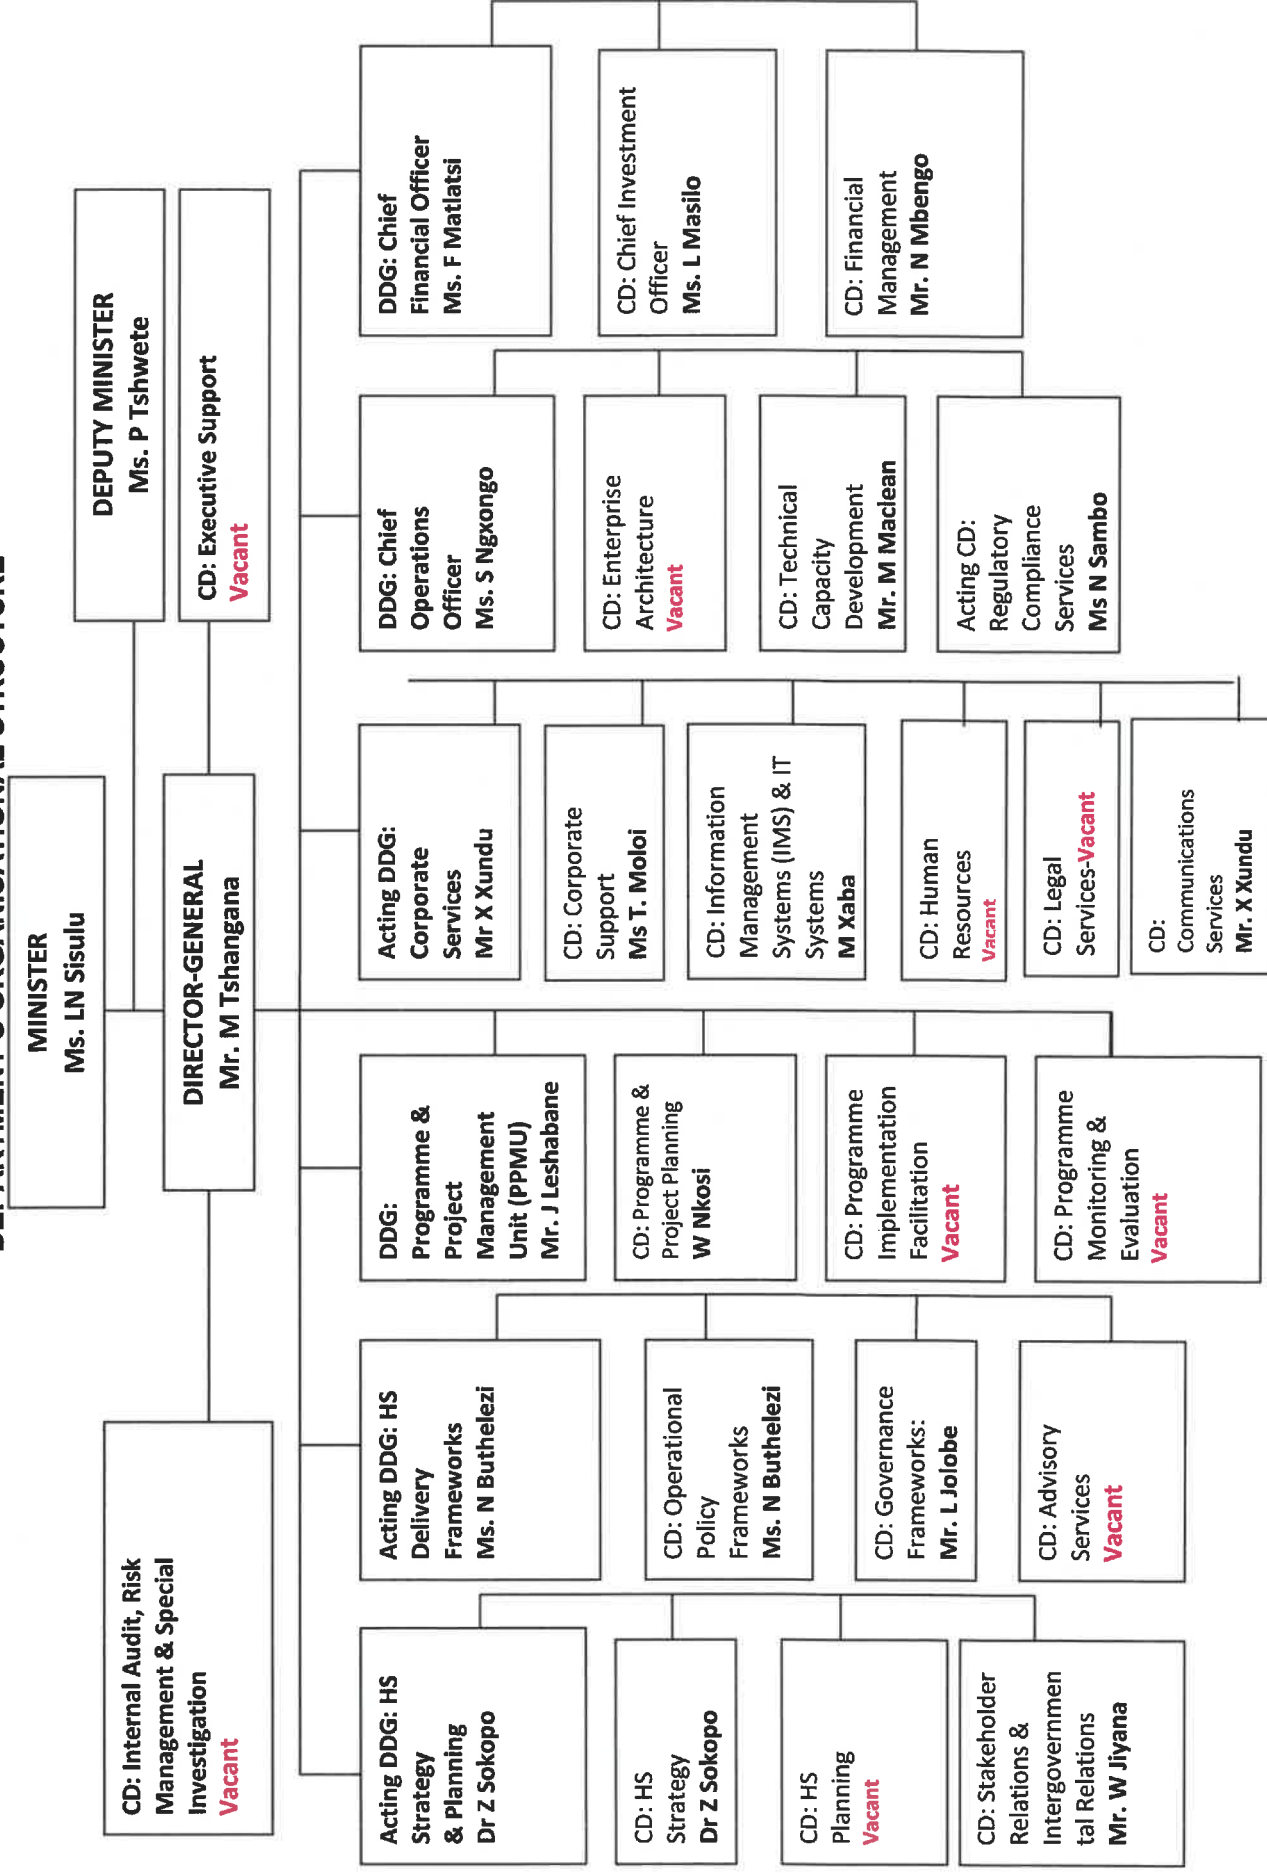 DEPARTMENT'S ORGANISATIONAL STRUCTURE
MINISTER
Ms. LN Sisulu
DEPUTY MINISTER
Ms. P Tshwete
DIRECTOR-GENERAL
Mr. M Tshangana
CD: Executive Support
Vacant
CD: Internal Audit, Risk
Management & Special
Investigation
Vacant
Acting DDG: HS
Strategy
& Planning
Dr Z Sokopo
CD: HS
Strategy
Dr Z Sokopo
CD: HS
Planning
Vacant
CD: Stakeholder
Relations &
Intergovernmen
tal Relations
Mr. W Jiyana
Acting DDG: HS
Delivery
Frameworks
Ms. N Buthelezi
CD: Operational
Policy
Frameworks
Ms. N Buthelezi
CD: Governance
Frameworks:
Mr. L Jolobe
CD: Advisory
Services
Vacant
DDG:
Programme &
Project
Management
Unit (PPMU)
Mr. J Leshabane
CD: Programme &
Project Planning
W Nkosi
CD: Programme
Implementation
Facilitation
Vacant
CD: Programme
Monitoring &
Evaluation
Vacant
Acting DDG:
Corporate
Services
Mr X Xundu
CD: Corporate
Support
Ms T. Moloi
CD: Information
Management
Systems (IMS) & IT
Systems
M Xaba
CD: Human
Resources
Vacant
CD: Legal
Services-Vacant
CD:
Communications
Services
Mr. X Xundu
DDG: Chief
Operations
Officer
Ms. S Ngxongo
CD: Enterprise
Architecture
Vacant
CD: Technical
Capacity
Development
Mr. M Maclean
Acting CD:
Regulatory
Compliance
Services
Ms N Sambo
DDG: Chief
Financial Officer
Ms. F Matlatsi
CD: Chief Investment
Officer
Ms. L Masilo
CD: Financial
Management
Mr. N Mbengo